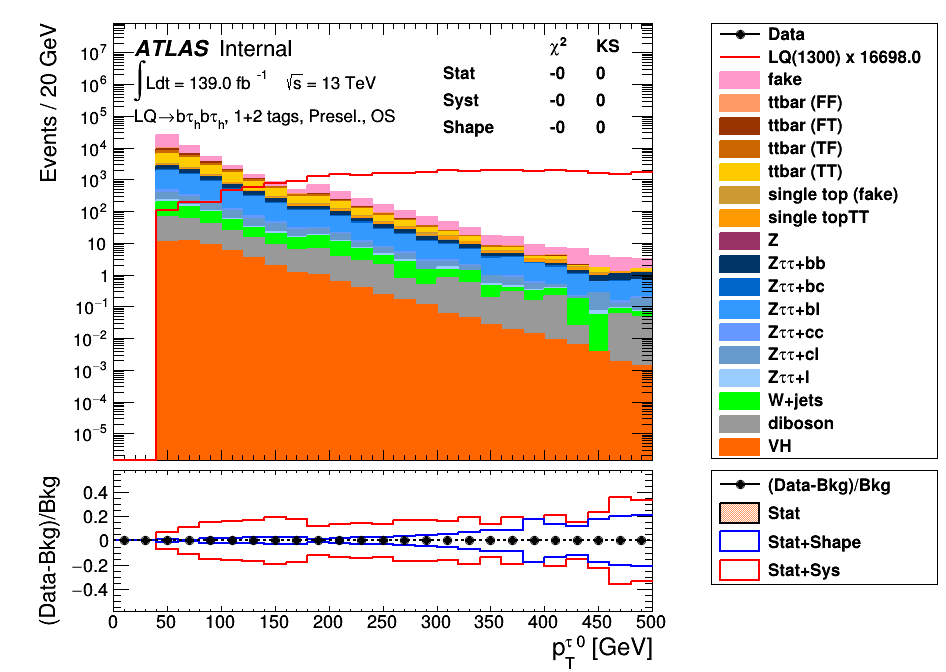 Events / 20 GeV
10⁷
10⁶
10⁵
10⁴
10³
10²
10
1
10⁻¹
10⁻²
10⁻³
10⁻⁴
10⁻⁵
ATLAS Internal
∫Ldt = 139.0 fb⁻¹ √s = 13 TeV
LQ→bτₕbτₕ, 1+2 tags, Presel., OS
χ² KS
Stat -0 0
Syst -0 0
Shape -0 0
Data
LQ(1300) x 16698.0
fake
ttbar (FF)
ttbar (FT)
ttbar (TF)
ttbar (TT)
single top (fake)
single topTT
Z
Zττ+bb
Zττ+bc
Zττ+bl
Zττ+cc
Zττ+cl
Zττ+l
W+jets
diboson
VH
(Data-Bkg)/Bkg
0.4
0.2
0
−0.2
−0.4
0 50 100 150 200 250 300 350 400 450 500
p_T^{τ 0} [GeV]
(Data-Bkg)/Bkg
Stat
Stat+Shape
Stat+Sys